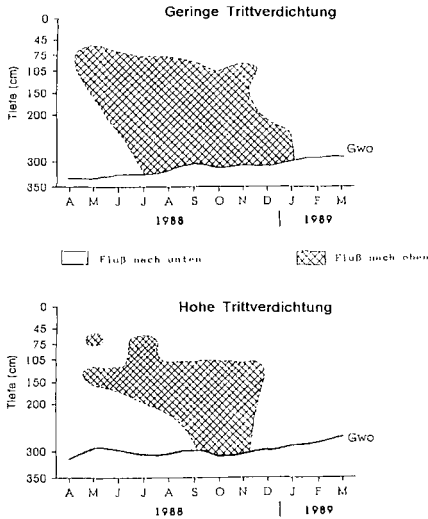 Geringe Trittverdichtung
0
45
75
105
150
200
300
350
Tiefe (cm)
Gwo
A M J J A S O N D J F M
1988 | 1989
Fluß nach unten
Fluß nach oben
Hohe Trittverdichtung
0
45
75
105
150
200
300
350
Tiefe (cm)
Gwo
A M J J A S O N D J F M
1988 | 1989